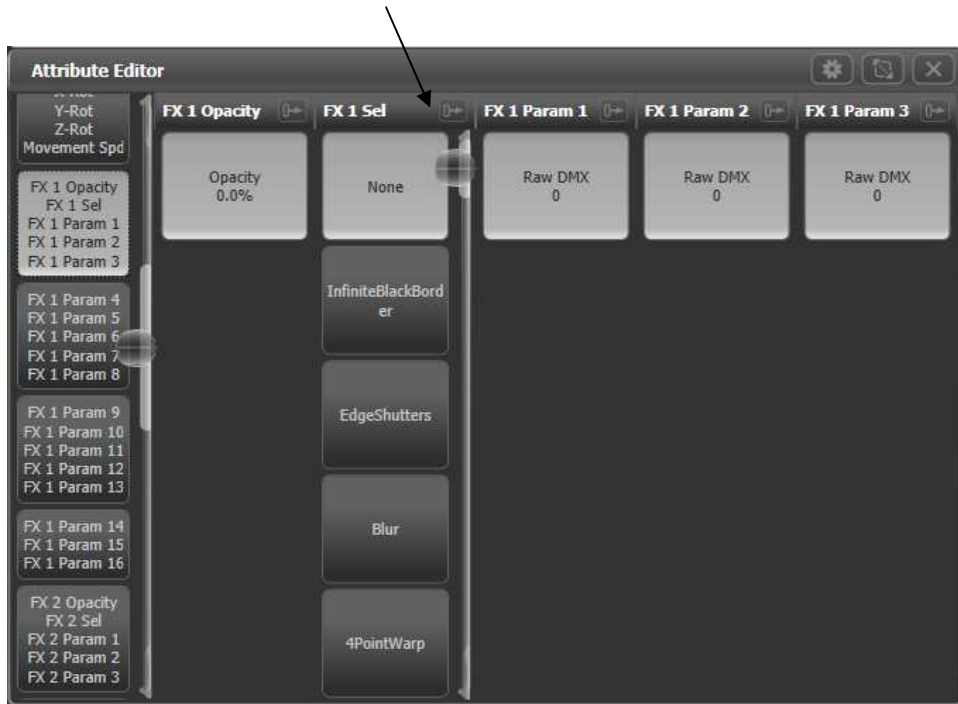 Attribute Editor
Y-Rot
Z-Rot
Movement Spd
FX 1 Opacity
FX 1 Sel
FX 1 Param 1
FX 1 Param 2
FX 1 Param 3
FX 1 Param 4
FX 1 Param 5
FX 1 Param 6
FX 1 Param 7
FX 1 Param 8
FX 1 Param 9
FX 1 Param 10
FX 1 Param 11
FX 1 Param 12
FX 1 Param 13
FX 1 Param 14
FX 1 Param 15
FX 1 Param 16
FX 2 Opacity
FX 2 Sel
FX 2 Param 1
FX 2 Param 2
FX 2 Param 3
FX 1 Opacity
Opacity
0.0%
FX 1 Sel
None
InfiniteBlackBord
er
EdgeShutters
Blur
4PointWarp
FX 1 Param 1
Raw DMX
0
FX 1 Param 2
Raw DMX
0
FX 1 Param 3
Raw DMX
0